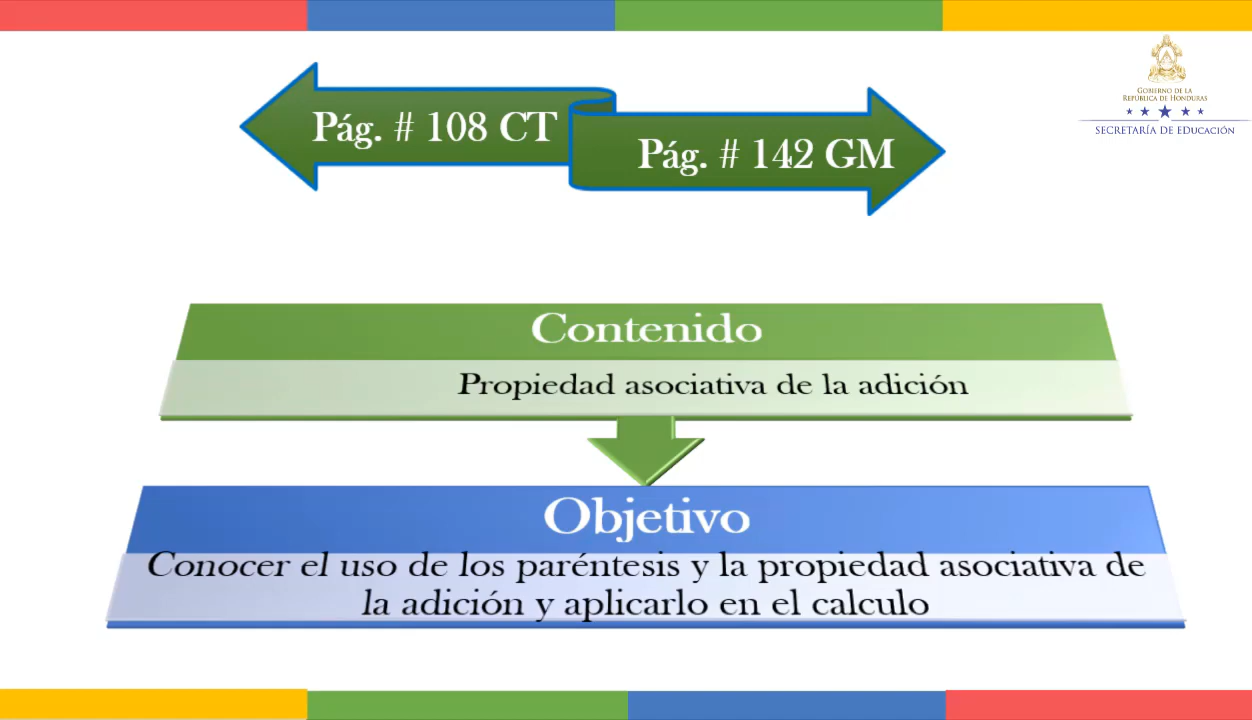 Pág. # 108 CT
Pág. # 142 GM
GOBIERNO DE LA
REPÚBLICA DE HONDURAS
SECRETARÍA DE EDUCACIÓN
Contenido
Propiedad asociativa de la adición
Objetivo
Conocer el uso de los paréntesis y la propiedad asociativa de
la adición y aplicarlo en el calculo